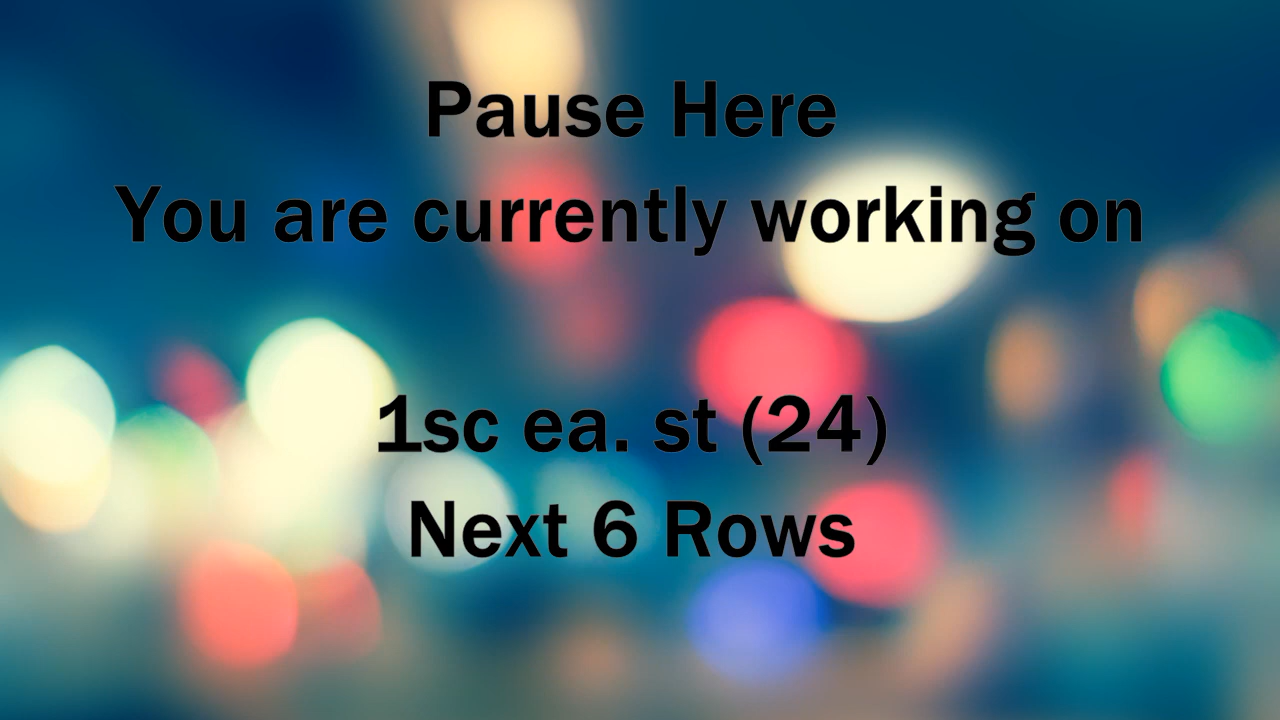 Pause Here
You are currently working on
1sc ea. st (24)
Next 6 Rows